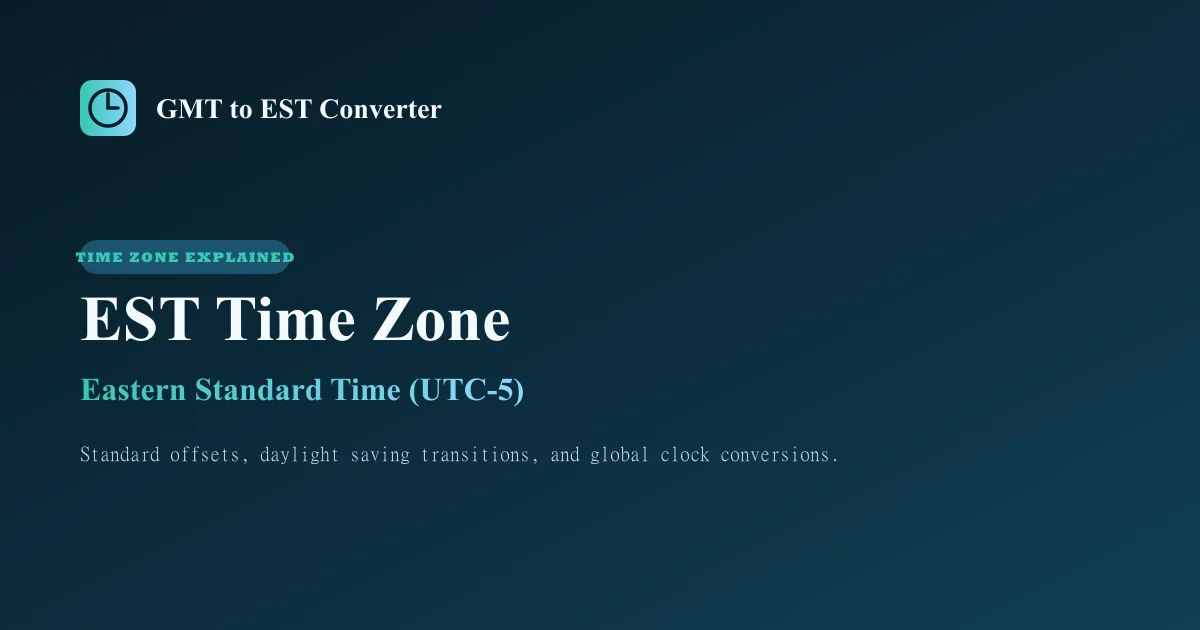 GMT to EST Converter
TIME ZONE EXPLAINED
EST Time Zone
Eastern Standard Time (UTC-5)
Standard offsets, daylight saving transitions, and global clock conversions.